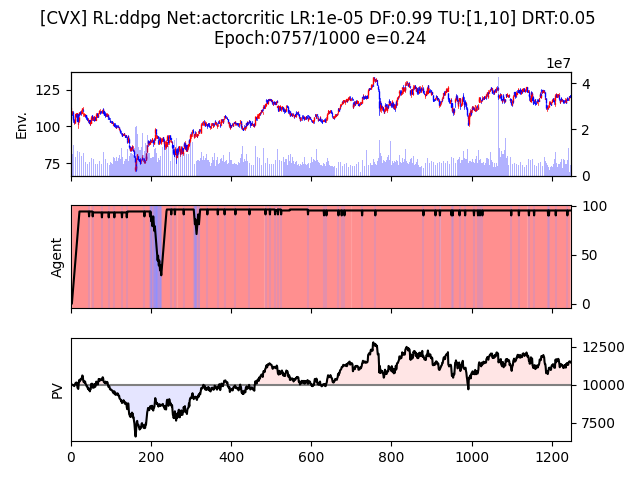 [CVX] RL:ddpg Net:actorcritic LR:1e-05 DF:0.99 TU:[1,10] DRT:0.05
Epoch:0757/1000 e=0.24
1e7
Env.
125
100
75
4
2
0
Agent
100
50
0
PV
12500
10000
7500
0 200 400 600 800 1000 1200